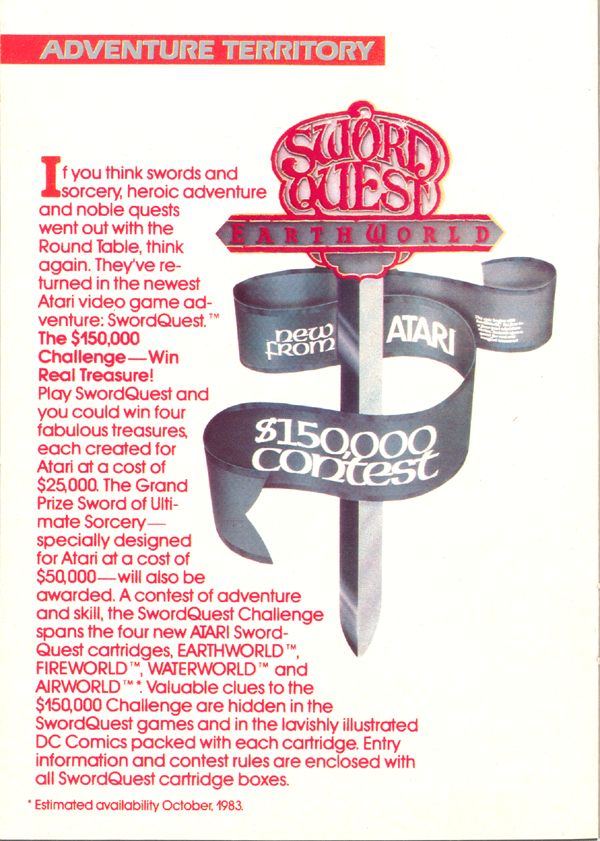 ADVENTURE TERRITORY
SWORD
QUEST
EARTHWORLD
new
from
ATARI
$150,000
contest
If you think swords and
sorcery, heroic adventure
and noble quests
went out with the
Round Table, think
again. They've re-
turned in the newest
Atari video game ad-
venture: SwordQuest.™
The $150,000
Challenge—Win
Real Treasure!
Play SwordQuest and
you could win four
fabulous treasures,
each created for
Atari at a cost of
$25,000. The Grand
Prize Sword of Ulti-
mate Sorcery—
specially designed
for Atari at a cost of
$50,000—will also be
awarded. A contest of adventure
and skill, the SwordQuest Challenge
spans the four new ATARI Sword-
Quest cartridges, EARTHWORLD™,
FIREWORLD™, WATERWORLD™ and
AIRWORLD™*. Valuable clues to the
$150,000 Challenge are hidden in the
SwordQuest games and in the lavishly illustrated
DC Comics packed with each cartridge. Entry
information and contest rules are enclosed with
all SwordQuest cartridge boxes.
* Estimated availability October, 1983.